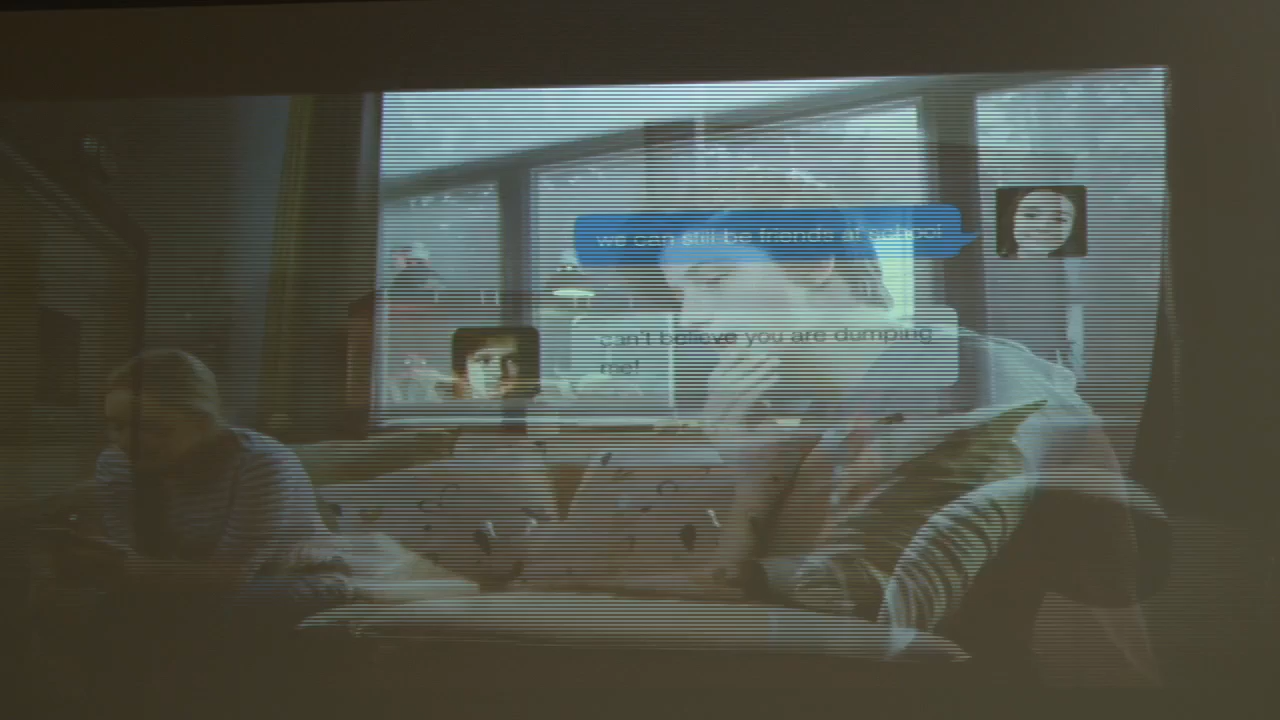 we can still be friends at school
can't believe you are dumping
me!